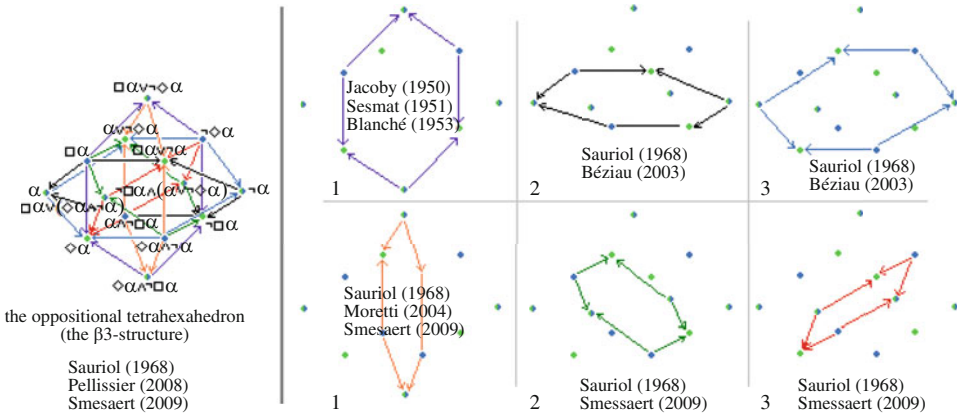 □α∨¬◇α
α∨¬◇α
¬◇α
□α
□α∨¬α
α
¬□α∧(α∨¬◇α)
¬α
□α∨(◇α∧¬α)
α∧¬□α
¬□α
◇α
◇α∧¬α
◇α∧¬□α
the oppositional tetrahexahedron
(the β3-structure)
Sauriol (1968)
Pellissier (2008)
Smesaert (2009)
Jacoby (1950)
Sesmat (1951)
Blanché (1953)
1
Sauriol (1968)
Béziau (2003)
2
Sauriol (1968)
Béziau (2003)
3
Sauriol (1968)
Moretti (2004)
Smesaert (2009)
1
Sauriol (1968)
Smessaert (2009)
2
Sauriol (1968)
Smessaert (2009)
3